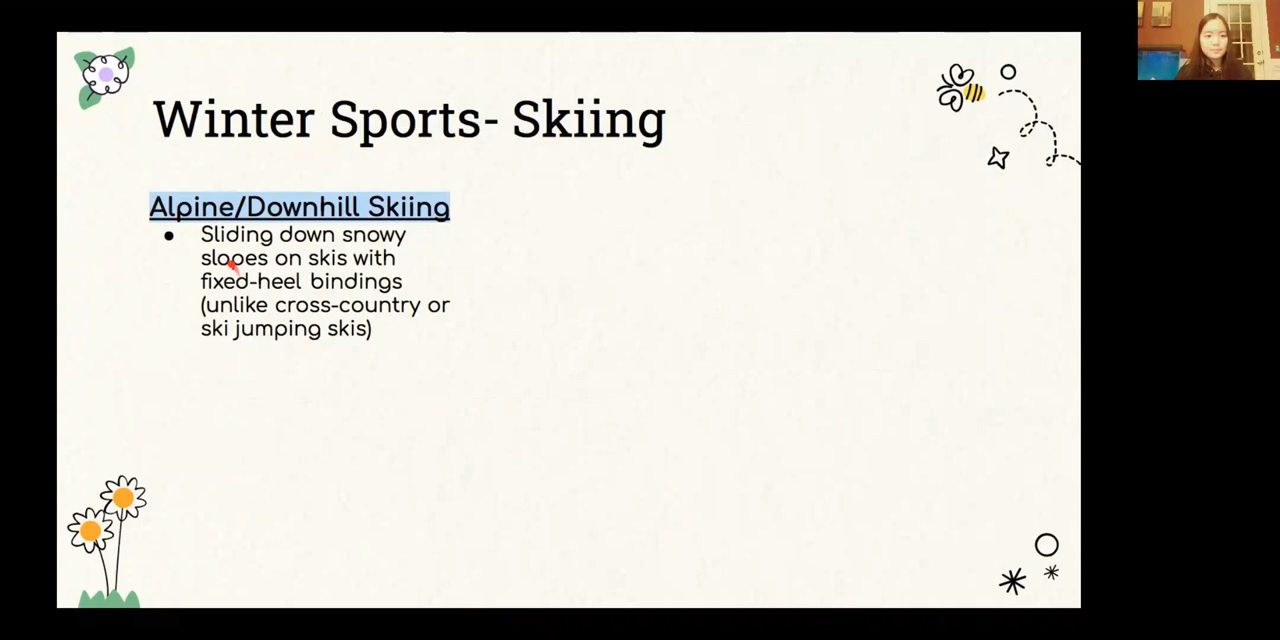 Winter Sports- Skiing
Alpine/Downhill Skiing
● Sliding down snowy
slopes on skis with
fixed-heel bindings
(unlike cross-country or
ski jumping skis)